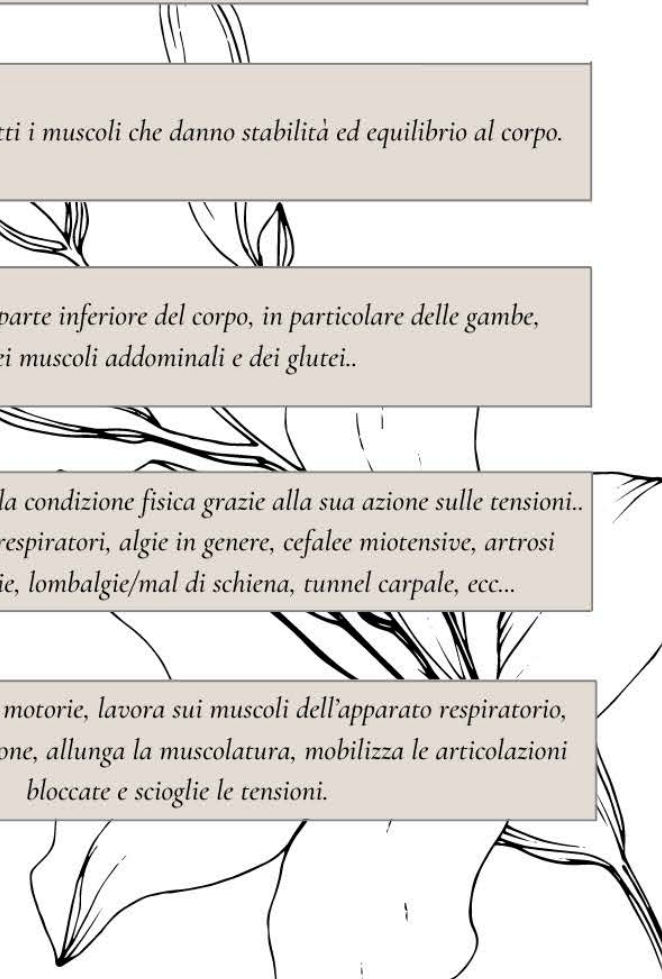 i muscoli che danno stabilità ed equilibrio al corpo.
parte inferiore del corpo, in particolare delle gambe,
muscoli addominali e dei glutei..
la condizione fisica grazie alla sua azione sulle tensioni..
respiratori, algie in genere, cefalee miotensive, artrosi
lombalgie/mal di schiena, tunnel carpale, ecc...
motorie, lavora sui muscoli dell'apparato respiratorio,
allunga la muscolatura, mobilizza le articolazioni
bloccate e scioglie le tensioni.